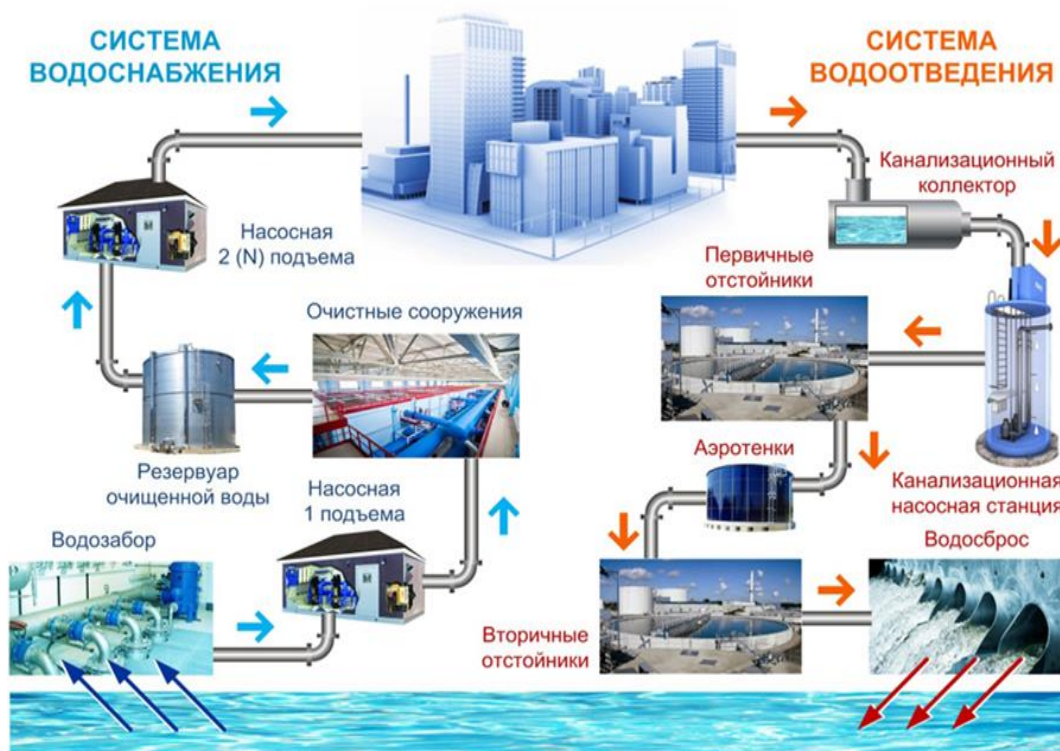 СИСТЕМА
ВОДОСНАБЖЕНИЯ
СИСТЕМА
ВОДООТВЕДЕНИЯ
Канализационный
коллектор
Насосная
2 (N) подъема
Первичные
отстойники
Очистные сооружения
Резервуар
очищенной воды
Насосная
1 подъема
Аэротенки
Канализационная
насосная станция
Водозабор
Водосброс
Вторичные
отстойники